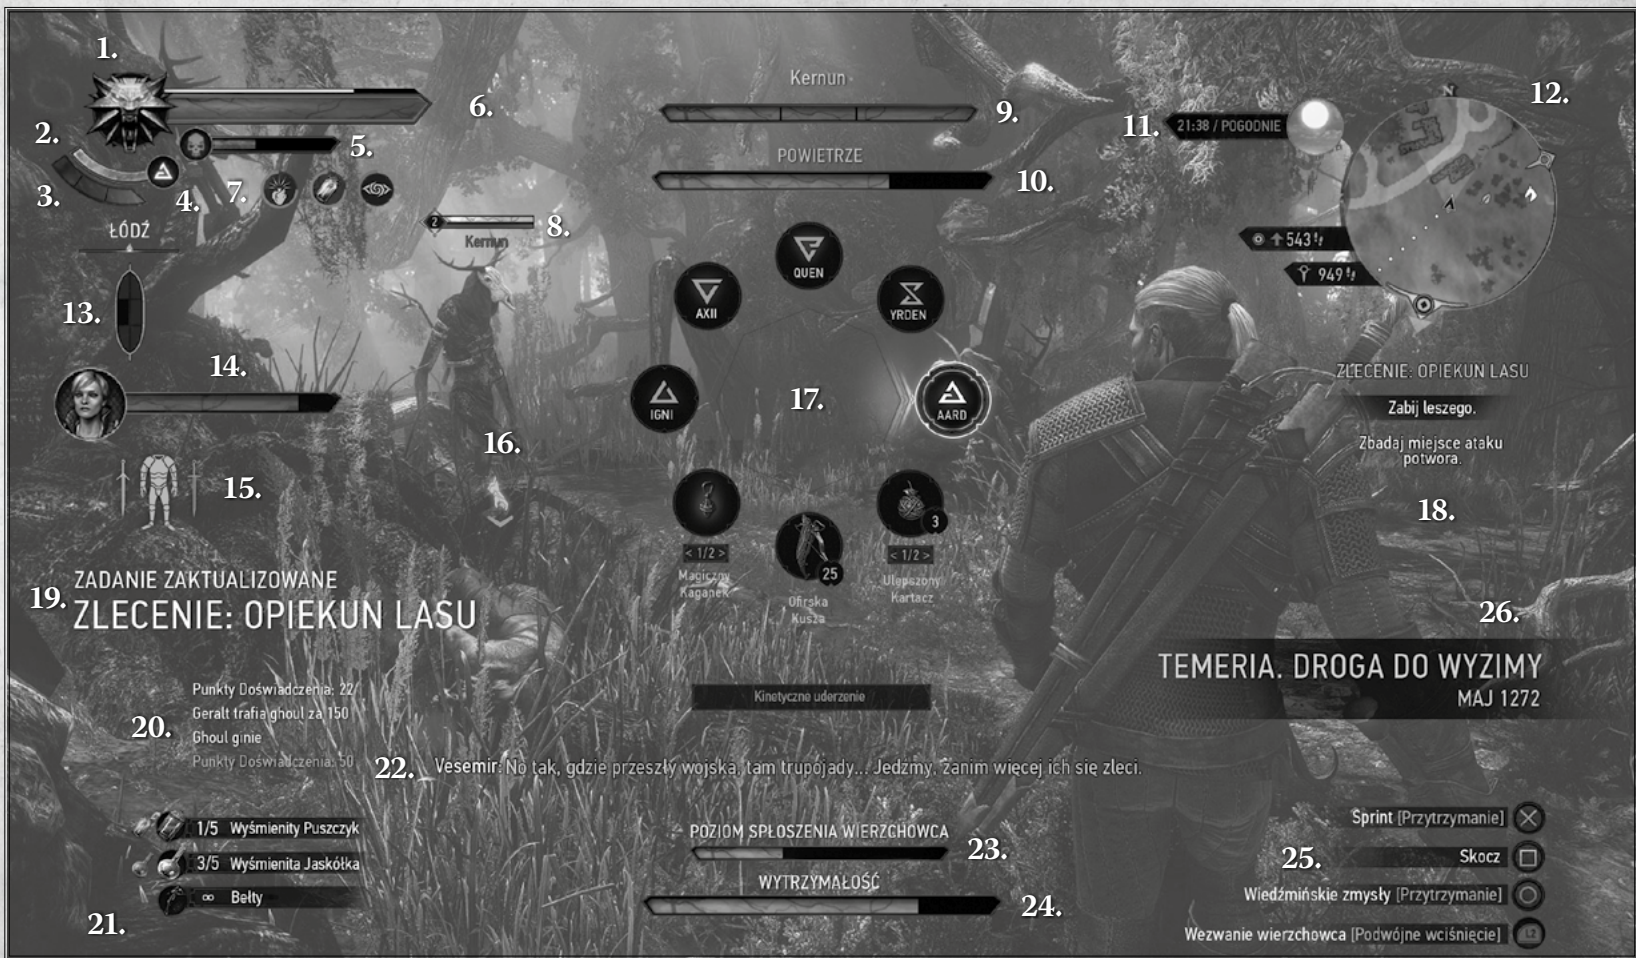 1.
2.
3.
4.
5.
6.
7.
2
Kernun
8.
Kernun
9.
POWIETRZE
10.
11.
21:38 / POGODNIE
N
12.
543
949
ŁÓDŹ
13.
14.
15.
16.
QUEN
AXII
YRDEN
IGNI
17.
AARD
< 1/2 >
Magiczny
Kaganek
25
Ofirska
Kusza
3
< 1/2 >
Ulepszony
Kartacz
Kinetyczne uderzenie
ZLECENIE: OPIEKUN LASU
Zabij leszego.
Zbadaj miejsce ataku
potwora.
18.
19.
ZADANIE ZAKTUALIZOWANE
ZLECENIE: OPIEKUN LASU
20.
Punkty Doświadczenia: 22
Geralt trafia ghoul za 150
Ghoul ginie
Punkty Doświadczenia: 50
26.
TEMERIA. DROGA DO WYZIMY
MAJ 1272
22.
Vesemir: No tak, gdzie przeszły wojska, tam trupojady... Jedźmy, zanim więcej ich się zleci.
1/5 Wyśmienity Puszczyk
3/5 Wyśmienita Jaskółka
∞ Bełty
21.
POZIOM SPŁOSZENIA WIERZCHOWCA
23.
WYTRZYMAŁOŚĆ
24.
25.
Sprint [Przytrzymanie]
Skocz
Wiedźmińskie zmysły [Przytrzymanie]
Wezwanie wierzchowca [Podwójne wciśnięcie] L2